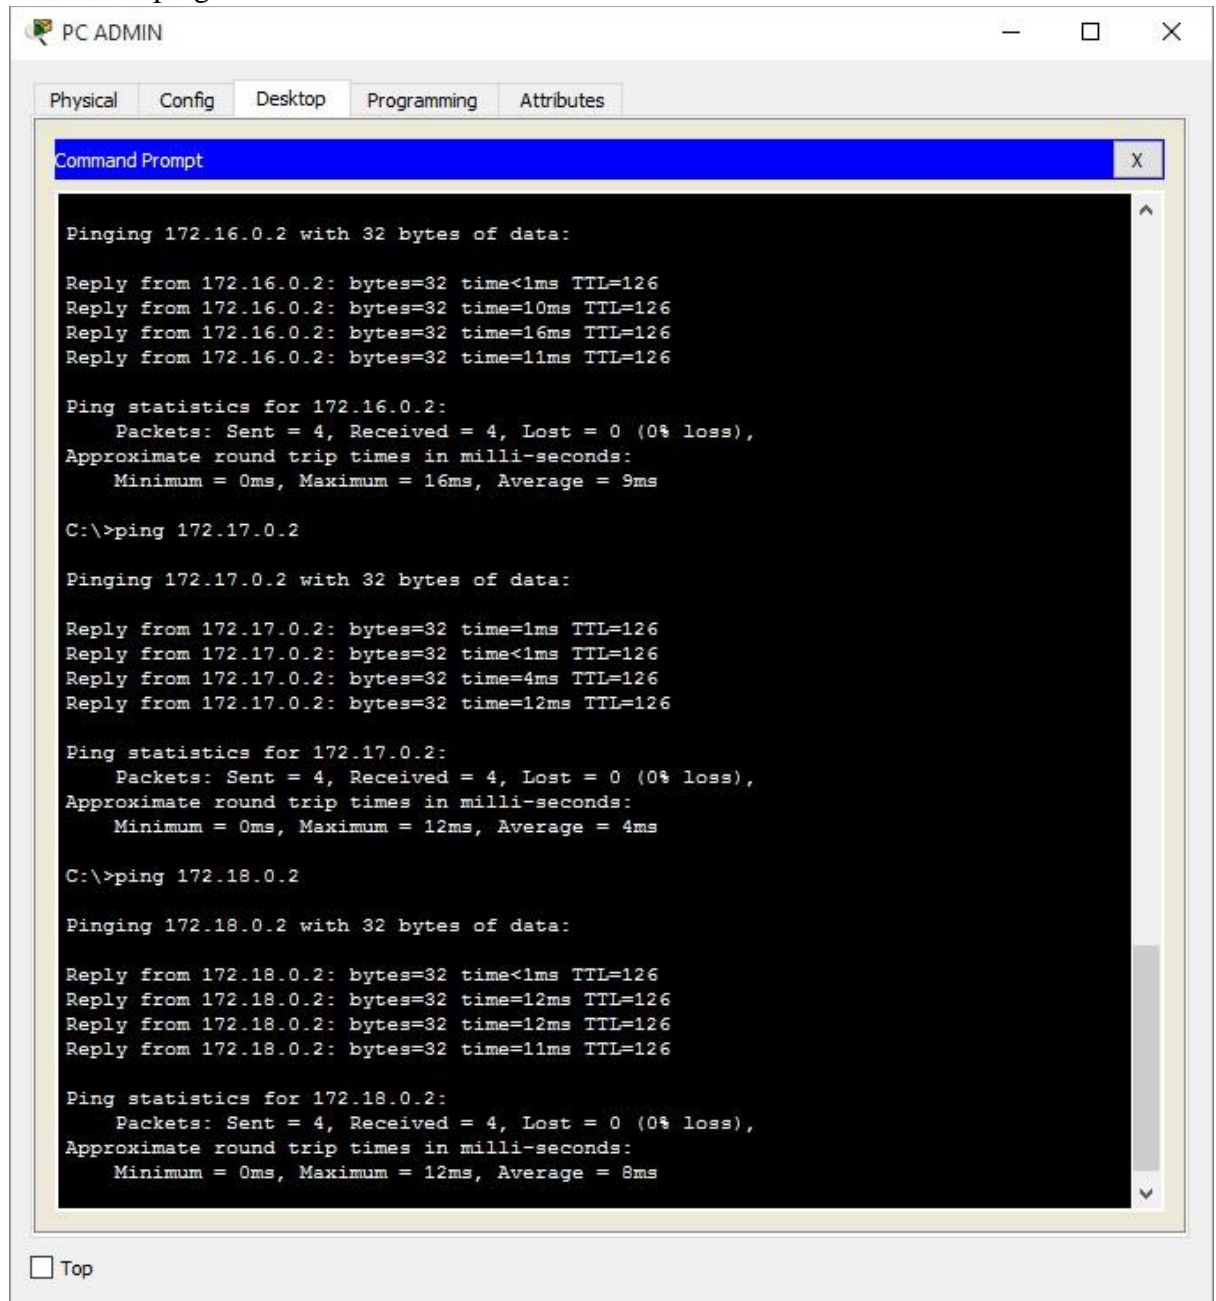 PC ADMIN
Physical Config Desktop Programming Attributes
Command Prompt X
Pinging 172.16.0.2 with 32 bytes of data:
Reply from 172.16.0.2: bytes=32 time<1ms TTL=126
Reply from 172.16.0.2: bytes=32 time=10ms TTL=126
Reply from 172.16.0.2: bytes=32 time=16ms TTL=126
Reply from 172.16.0.2: bytes=32 time=11ms TTL=126
Ping statistics for 172.16.0.2:
Packets: Sent = 4, Received = 4, Lost = 0 (0% loss),
Approximate round trip times in milli-seconds:
Minimum = 0ms, Maximum = 16ms, Average = 9ms
C:\>ping 172.17.0.2
Pinging 172.17.0.2 with 32 bytes of data:
Reply from 172.17.0.2: bytes=32 time=1ms TTL=126
Reply from 172.17.0.2: bytes=32 time<1ms TTL=126
Reply from 172.17.0.2: bytes=32 time=4ms TTL=126
Reply from 172.17.0.2: bytes=32 time=12ms TTL=126
Ping statistics for 172.17.0.2:
Packets: Sent = 4, Received = 4, Lost = 0 (0% loss),
Approximate round trip times in milli-seconds:
Minimum = 0ms, Maximum = 12ms, Average = 4ms
C:\>ping 172.18.0.2
Pinging 172.18.0.2 with 32 bytes of data:
Reply from 172.18.0.2: bytes=32 time<1ms TTL=126
Reply from 172.18.0.2: bytes=32 time=12ms TTL=126
Reply from 172.18.0.2: bytes=32 time=12ms TTL=126
Reply from 172.18.0.2: bytes=32 time=11ms TTL=126
Ping statistics for 172.18.0.2:
Packets: Sent = 4, Received = 4, Lost = 0 (0% loss),
Approximate round trip times in milli-seconds:
Minimum = 0ms, Maximum = 12ms, Average = 8ms
Top